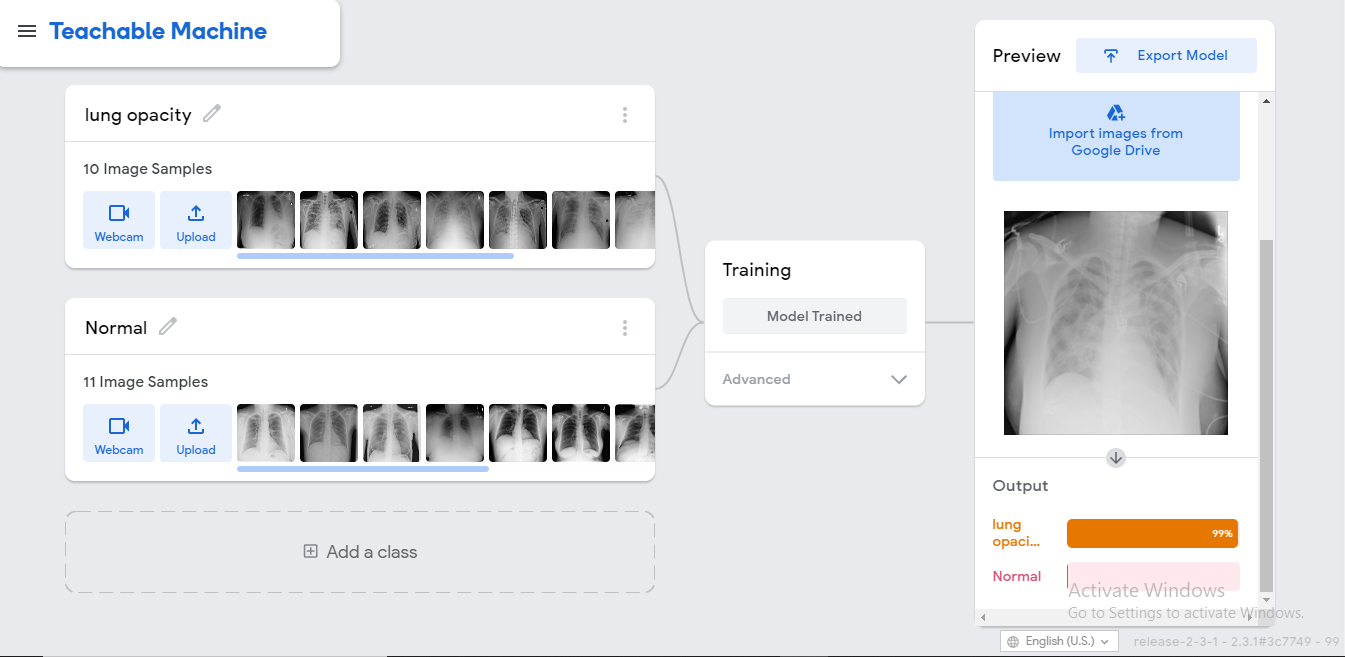 Teachable Machine
lung opacity
10 Image Samples
Webcam
Upload
Normal
11 Image Samples
Webcam
Upload
Add a class
Training
Model Trained
Advanced
Preview
Export Model
Import images from
Google Drive
Output
lung
opaci...
99%
Normal
Activate Windows
Go to Settings to activate Windows.
English (U.S.)
release-2-3-1 - 2.3.1#3c7749 - 99